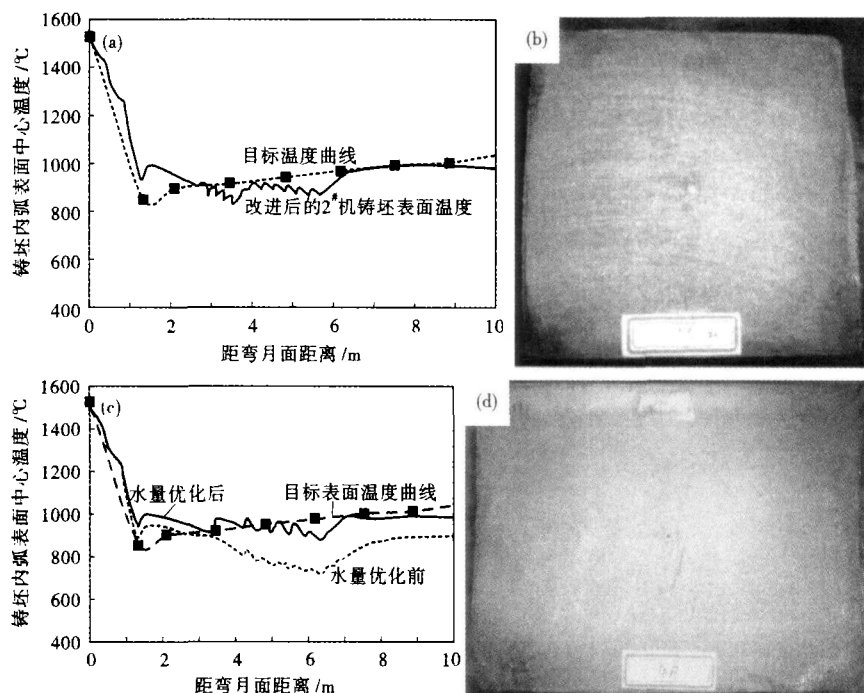 (a)
铸坯内弧表面中心温度 /℃
1600
1400
1200
1000
800
600
400
目标温度曲线
改进后的2#机铸坯表面温度
0 2 4 6 8 10
距弯月面距离 /m
(b)
(c)
铸坯内弧表面中心温度 /℃
1600
1400
1200
1000
800
600
400
水量优化后
目标表面温度曲线
水量优化前
0 2 4 6 8 10
距弯月面距离 /m
(d)